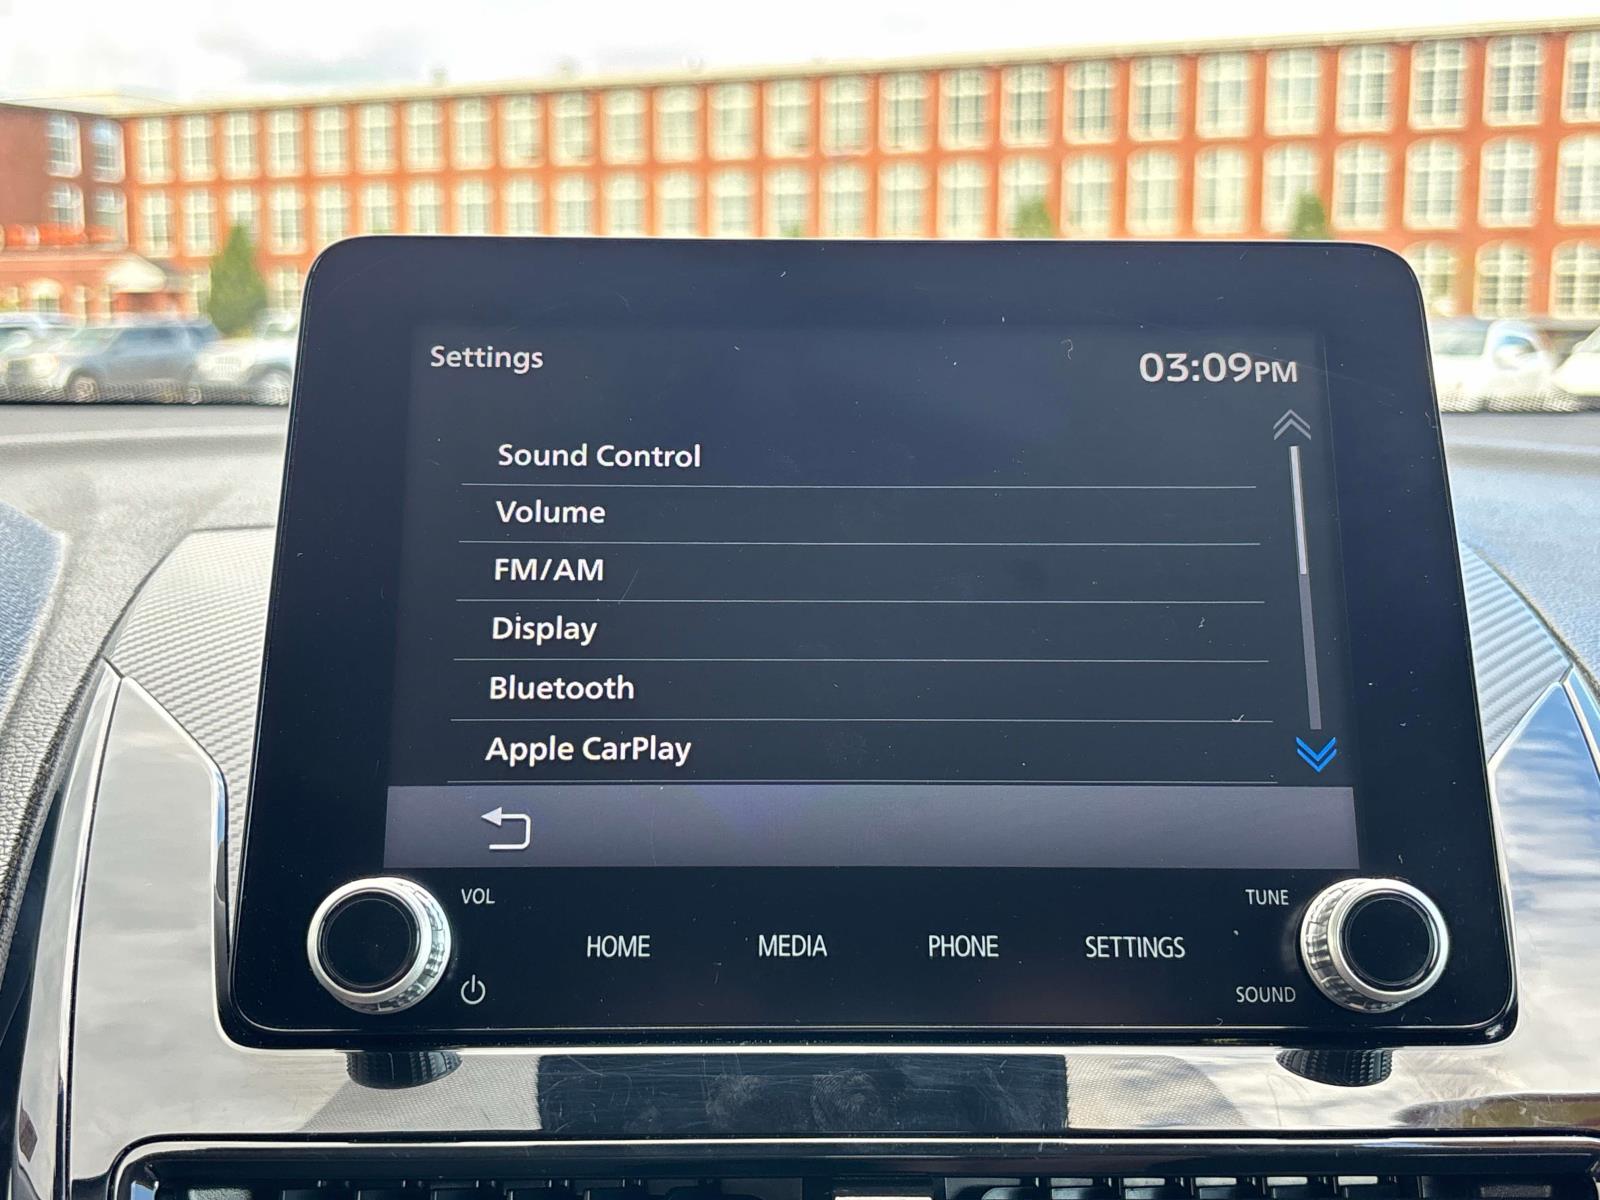 Settings
03:09PM
Sound Control
Volume
FM/AM
Display
Bluetooth
Apple CarPlay
VOL
TUNE
HOME
MEDIA
PHONE
SETTINGS
SOUND